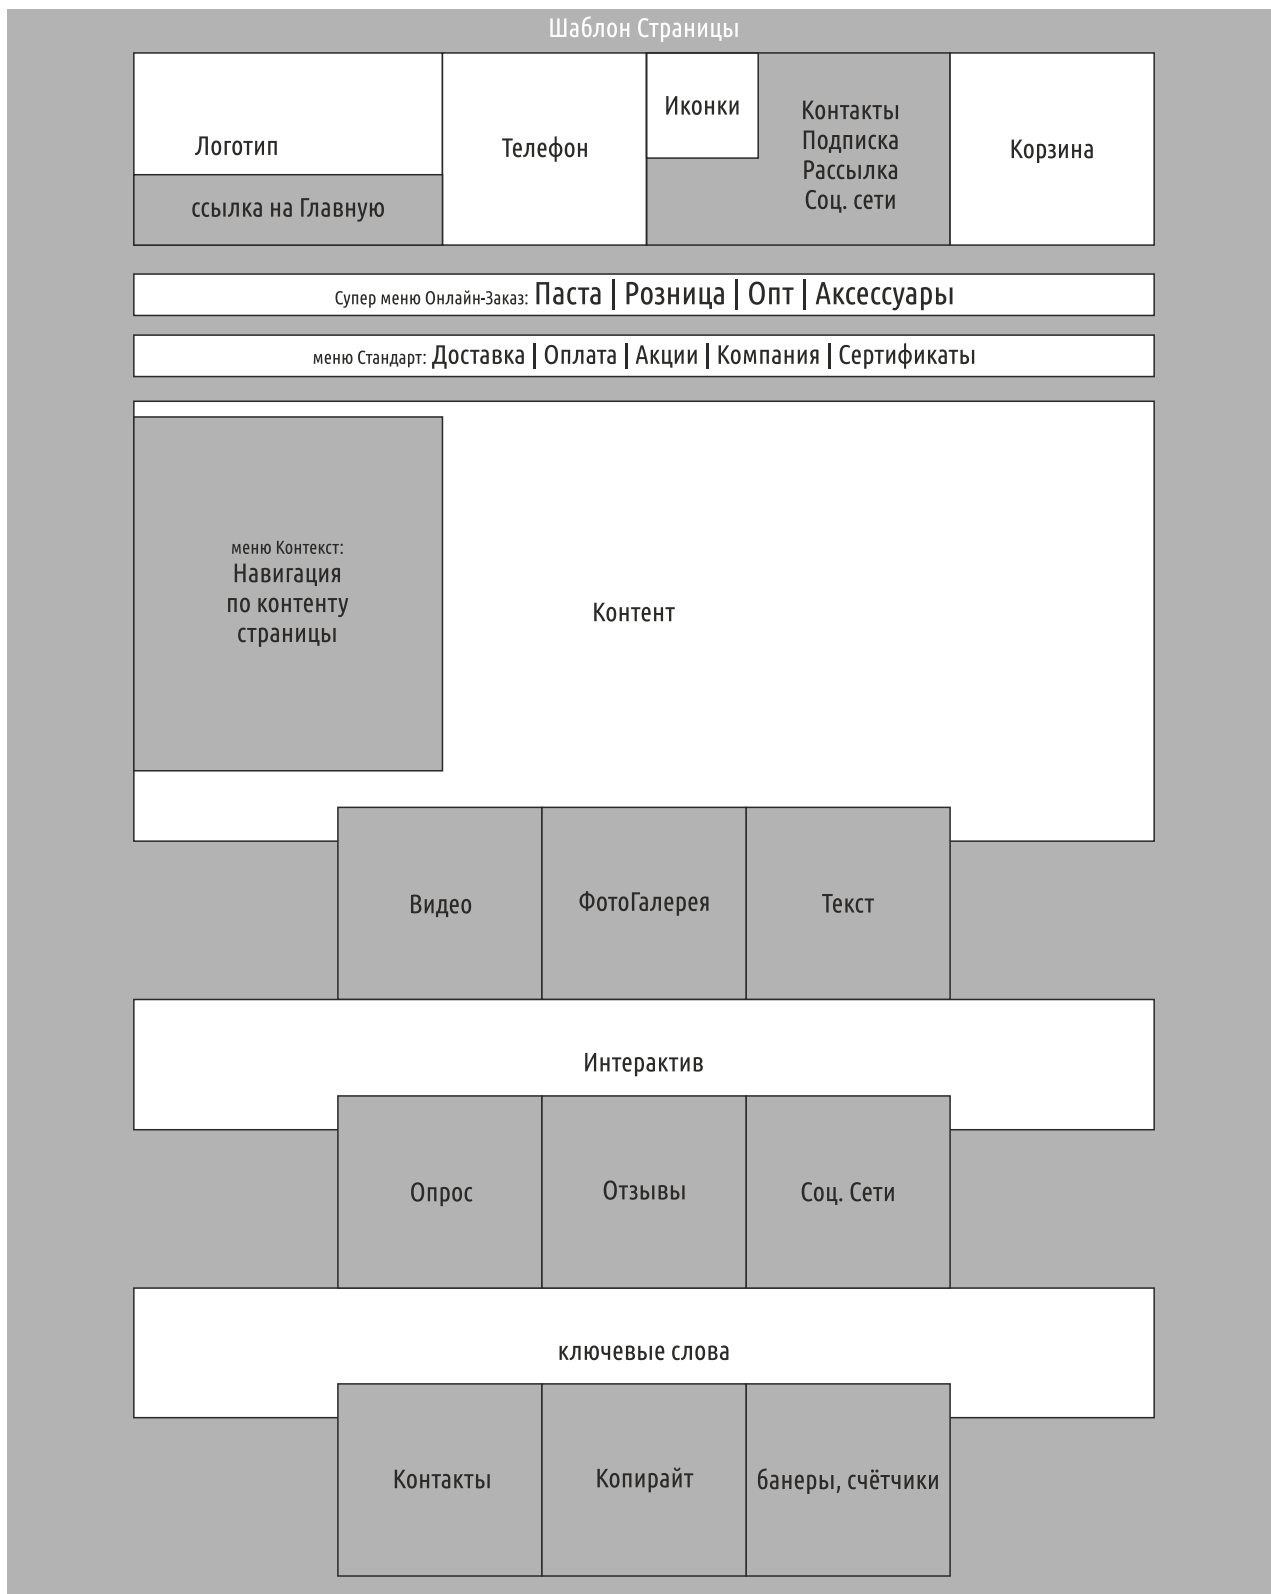 Шаблон Страницы
Логотип
ссылка на Главную
Телефон
Иконки
Контакты
Подписка
Рассылка
Соц. сети
Корзина
Супер меню Онлайн-Заказ: Паста | Розница | Опт | Аксессуары
меню Стандарт: Доставка | Оплата | Акции | Компания | Сертификаты
меню Контекст:
Навигация
по контенту
страницы
Контент
Видео
ФотоГалерея
Текст
Интерактив
Опрос
Отзывы
Соц. Сети
ключевые слова
Контакты
Копирайт
банеры, счётчики